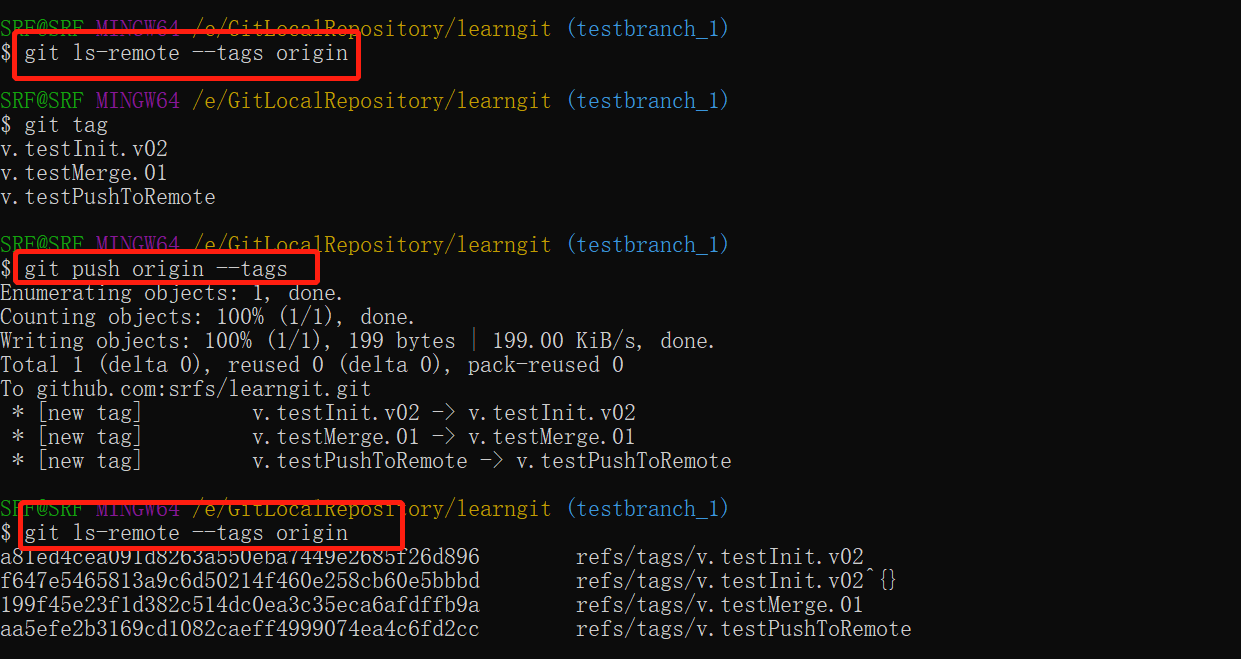 SRF@SRF MINGW64 /e/GitLocalRepository/learngit (testbranch_1)
$ git ls-remote --tags origin
SRF@SRF MINGW64 /e/GitLocalRepository/learngit (testbranch_1)
$ git tag
v.testInit.v02
v.testMerge.01
v.testPushToRemote
SRF@SRF MINGW64 /e/GitLocalRepository/learngit (testbranch_1)
$ git push origin --tags
Enumerating objects: 1, done.
Counting objects: 100% (1/1), done.
Writing objects: 100% (1/1), 199 bytes | 199.00 KiB/s, done.
Total 1 (delta 0), reused 0 (delta 0), pack-reused 0
To github.com:srfs/learngit.git
 * [new tag]         v.testInit.v02 -> v.testInit.v02
 * [new tag]         v.testMerge.01 -> v.testMerge.01
 * [new tag]         v.testPushToRemote -> v.testPushToRemote
SRF@SRF MINGW64 /e/GitLocalRepository/learngit (testbranch_1)
$ git ls-remote --tags origin
a81ed4cea091d8263a550eba7449e2685f26d896        refs/tags/v.testInit.v02
f647e5465813a9c6d50214f460e258cb60e5bbbd        refs/tags/v.testInit.v02^{}
199f45e23f1d382c514dc0ea3c35eca6afdffb9a        refs/tags/v.testMerge.01
aa5efe2b3169cd1082caeff4999074ea4c6fd2cc        refs/tags/v.testPushToRemote